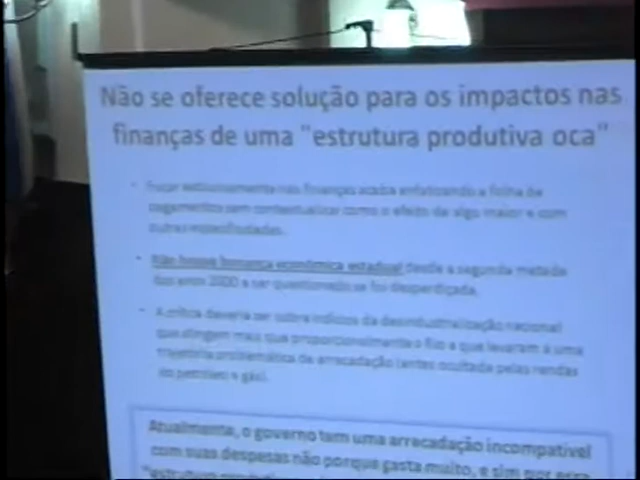 Não se oferece solução para os impactos nas
finanças de uma "estrutura produtiva oca"
• Focar exclusivamente nas finanças acaba enfatizando a folha de
pagamentos sem contextualizar como o efeito de algo maior e com
outras especificidades.
• Não houve bonança econômica estadual desde a segunda metade
dos anos 2000 a ser questionado se foi desperdiçada.
• A crítica deveria ser sobre indícios da desindustrialização nacional
que atingem mais que proporcionalmente o Rio e que levaram a uma
trajetória problemática de arrecadação (antes ocultada pelas rendas
do petróleo e gás).
Atualmente, o governo tem uma arrecadação incompatível
com suas despesas não porque gasta muito, e sim por essa
"estrutura